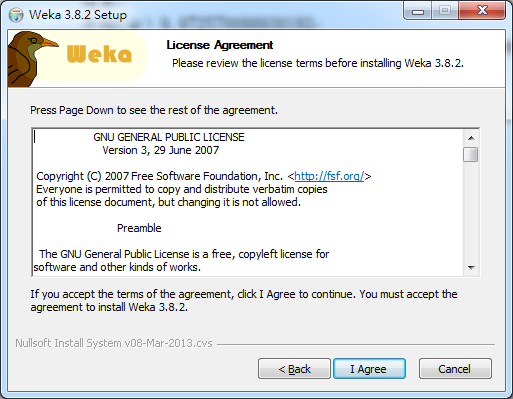 Weka 3.8.2 Setup
Weka
License Agreement
Please review the license terms before installing Weka 3.8.2.
Press Page Down to see the rest of the agreement.
GNU GENERAL PUBLIC LICENSE
Version 3, 29 June 2007
Copyright (C) 2007 Free Software Foundation, Inc. <http://fsf.org/>
Everyone is permitted to copy and distribute verbatim copies
of this license document, but changing it is not allowed.
Preamble
The GNU General Public License is a free, copyleft license for
software and other kinds of works.
If you accept the terms of the agreement, click I Agree to continue. You must accept the
agreement to install Weka 3.8.2.
Nullsoft Install System v08-Mar-2013.cvs
< Back
I Agree
Cancel